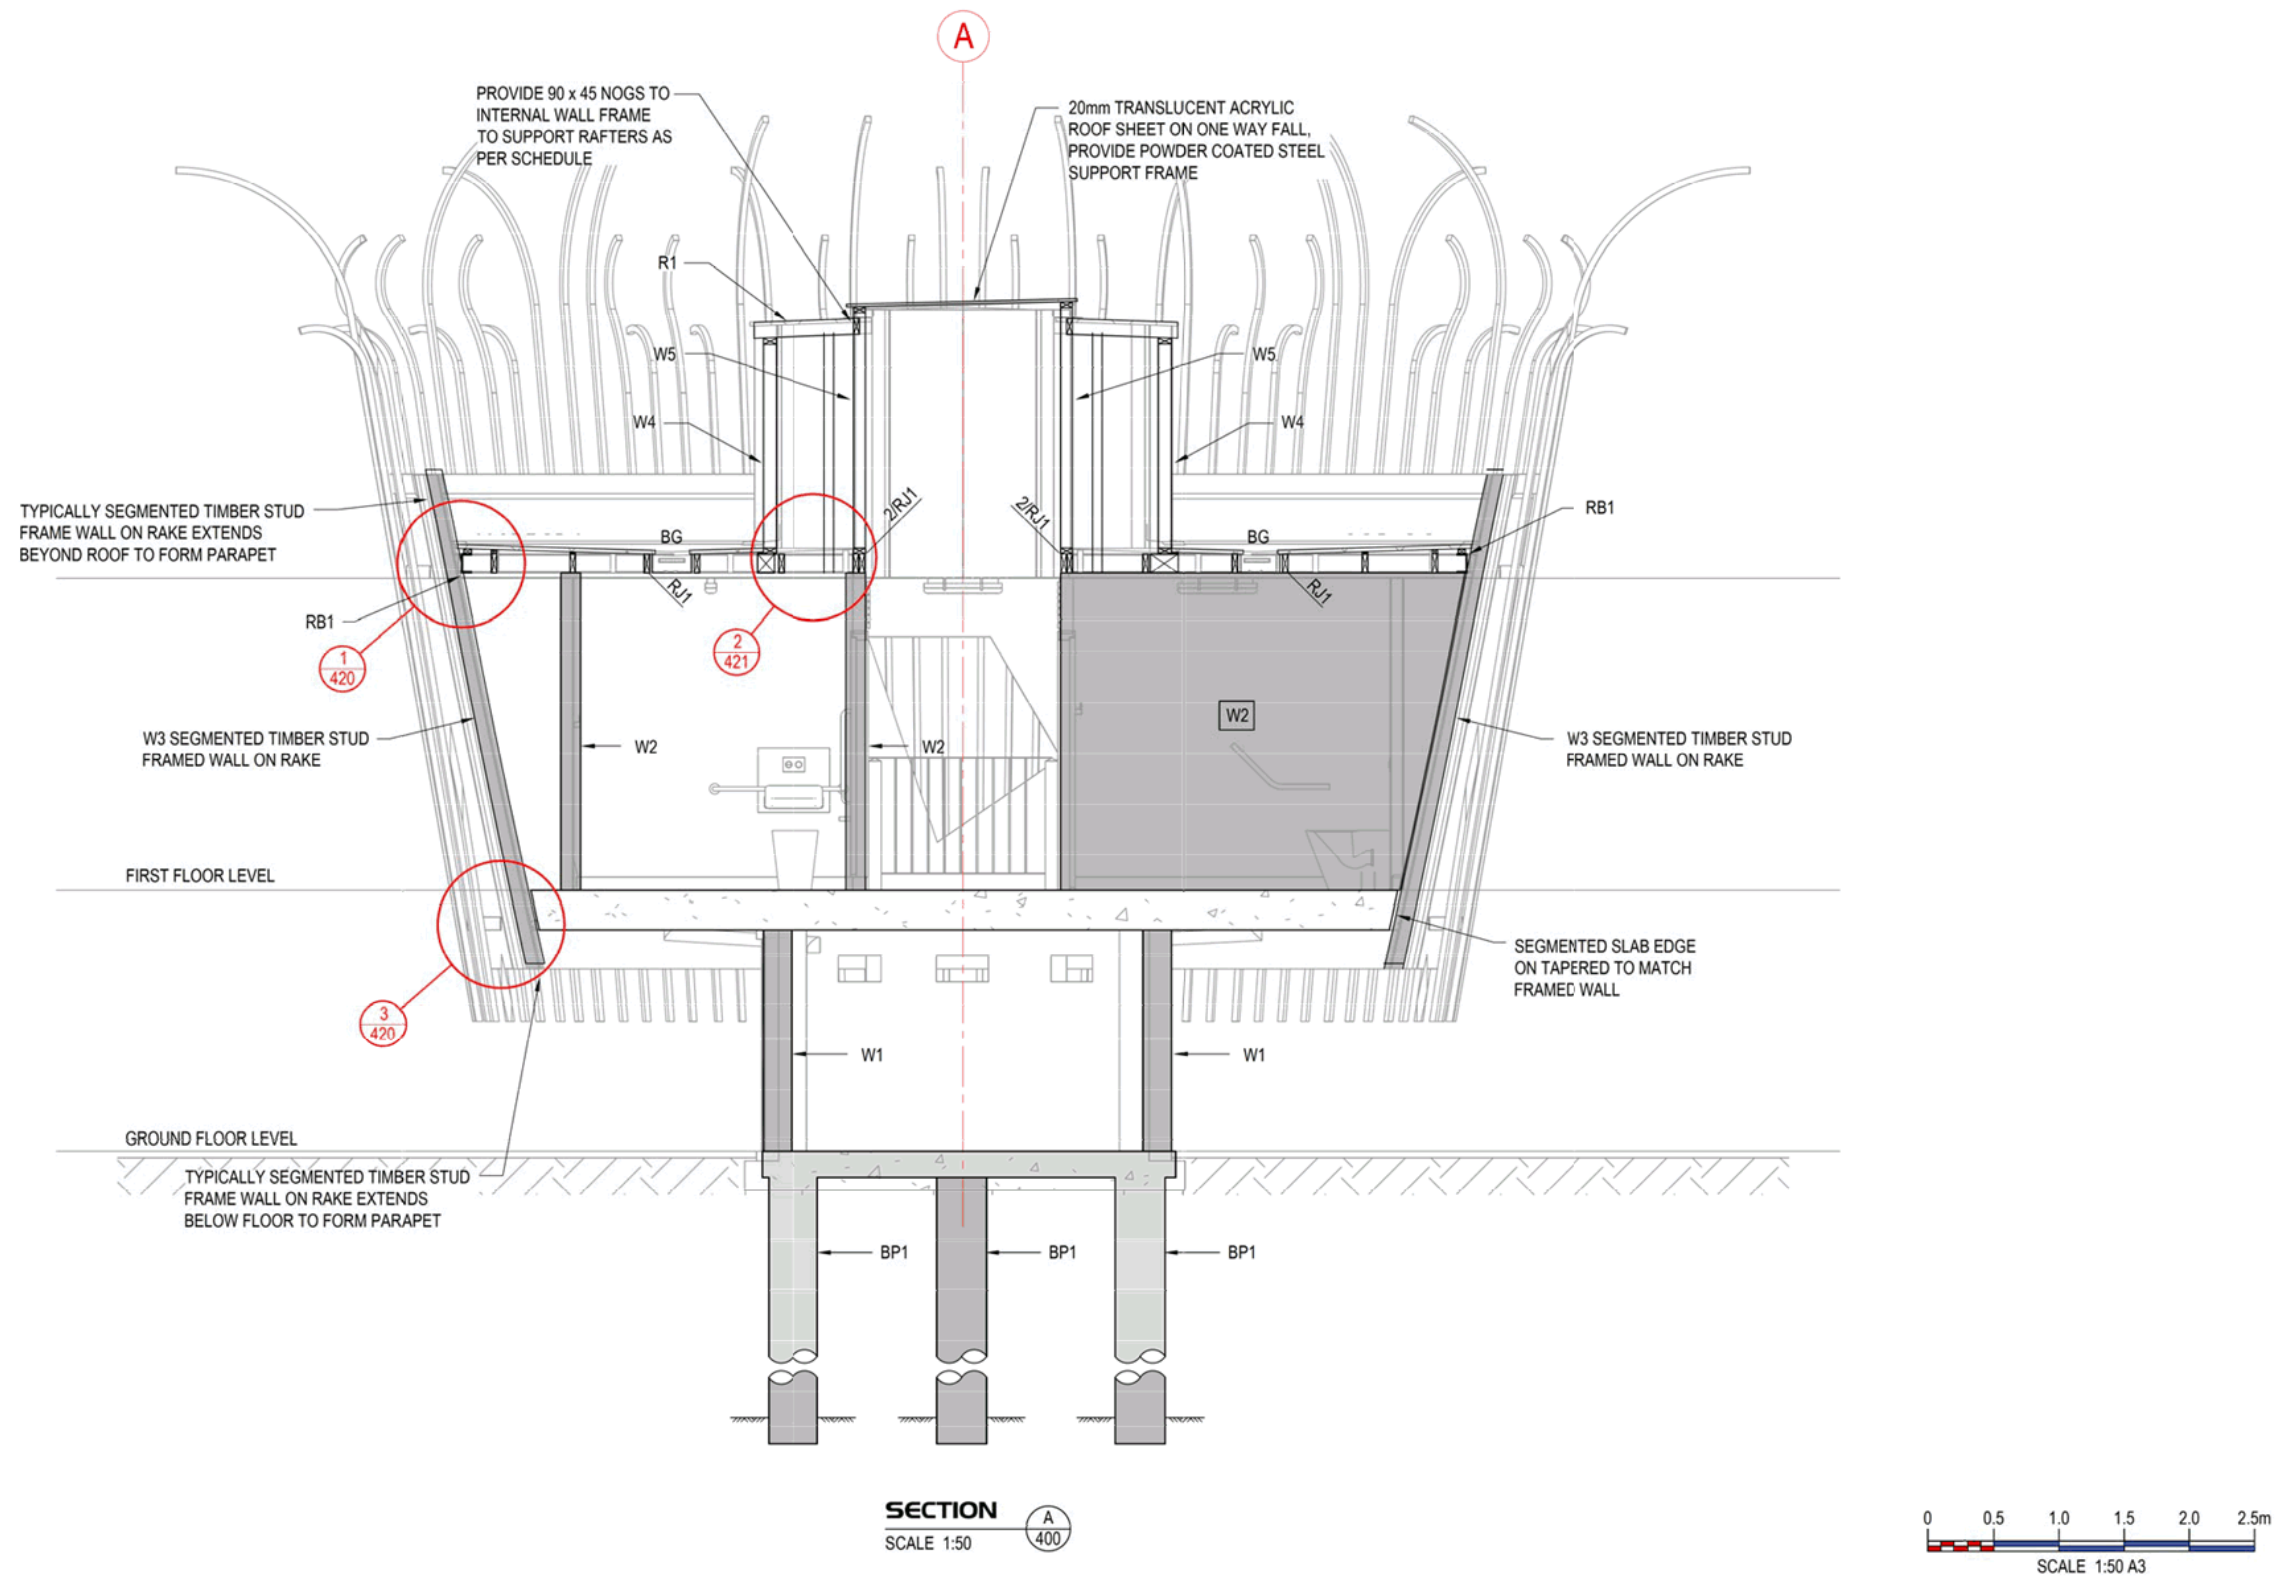 A
PROVIDE 90 x 45 NOGS TO
INTERNAL WALL FRAME
TO SUPPORT RAFTERS AS
PER SCHEDULE
20mm TRANSLUCENT ACRYLIC
ROOF SHEET ON ONE WAY FALL,
PROVIDE POWDER COATED STEEL
SUPPORT FRAME
R1
W5
W5
W4
W4
TYPICALLY SEGMENTED TIMBER STUD
FRAME WALL ON RAKE EXTENDS
BEYOND ROOF TO FORM PARAPET
2/RJ1
2/RJ1
RB1
BG
BG
RJ1
RJ1
RB1
1
420
2
421
W2
W3 SEGMENTED TIMBER STUD
FRAMED WALL ON RAKE
W2
W2
W3 SEGMENTED TIMBER STUD
FRAMED WALL ON RAKE
FIRST FLOOR LEVEL
SEGMENTED SLAB EDGE
ON TAPERED TO MATCH
FRAMED WALL
3
420
W1
W1
GROUND FLOOR LEVEL
TYPICALLY SEGMENTED TIMBER STUD
FRAME WALL ON RAKE EXTENDS
BELOW FLOOR TO FORM PARAPET
BP1
BP1
BP1
SECTION
SCALE 1:50
A
400
0 0.5 1.0 1.5 2.0 2.5m
SCALE 1:50 A3